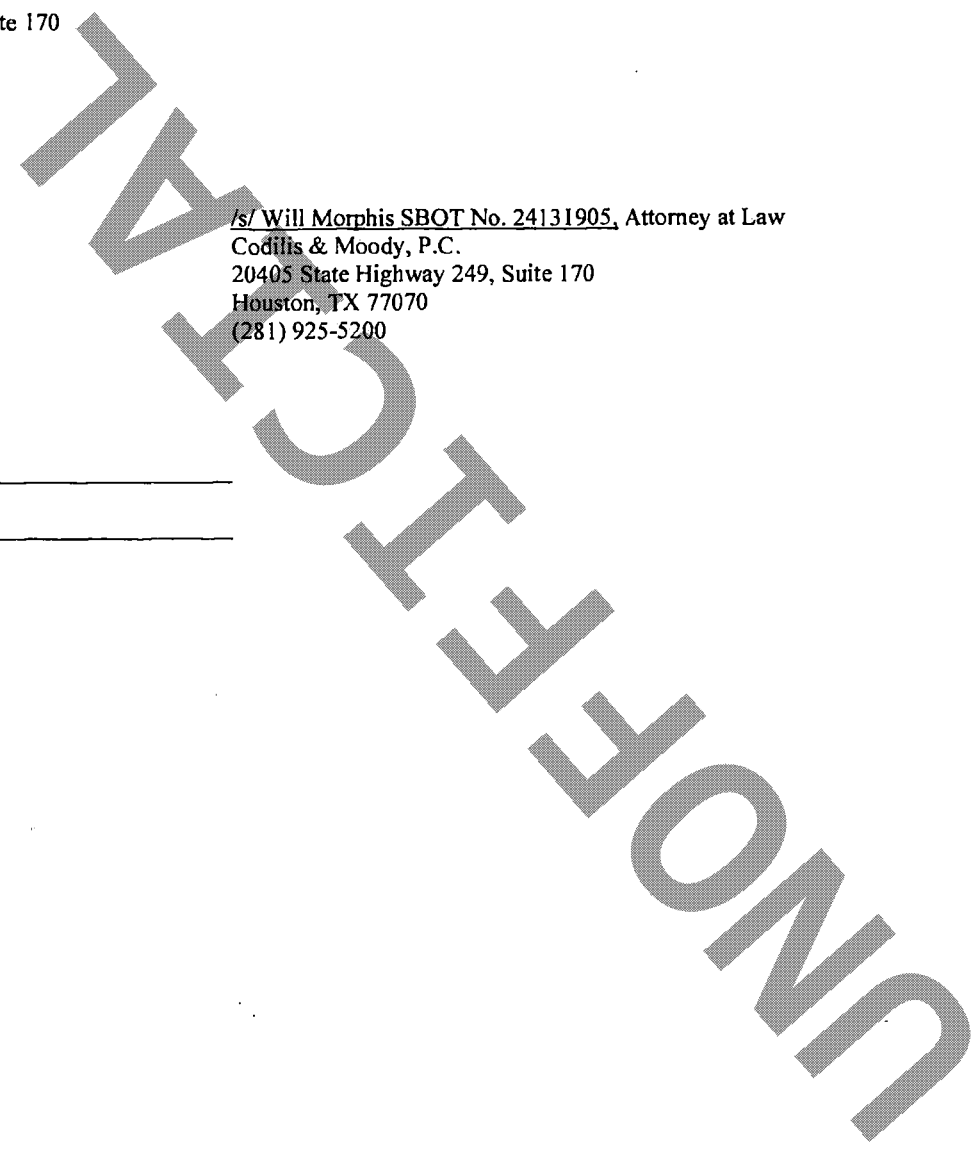 te 170
/s/ Will Morphis SBOT No. 24131905, Attorney at Law
Codilis & Moody, P.C.
20405 State Highway 249, Suite 170
Houston, TX 77070
(281) 925-5200
UNOFFICIAL